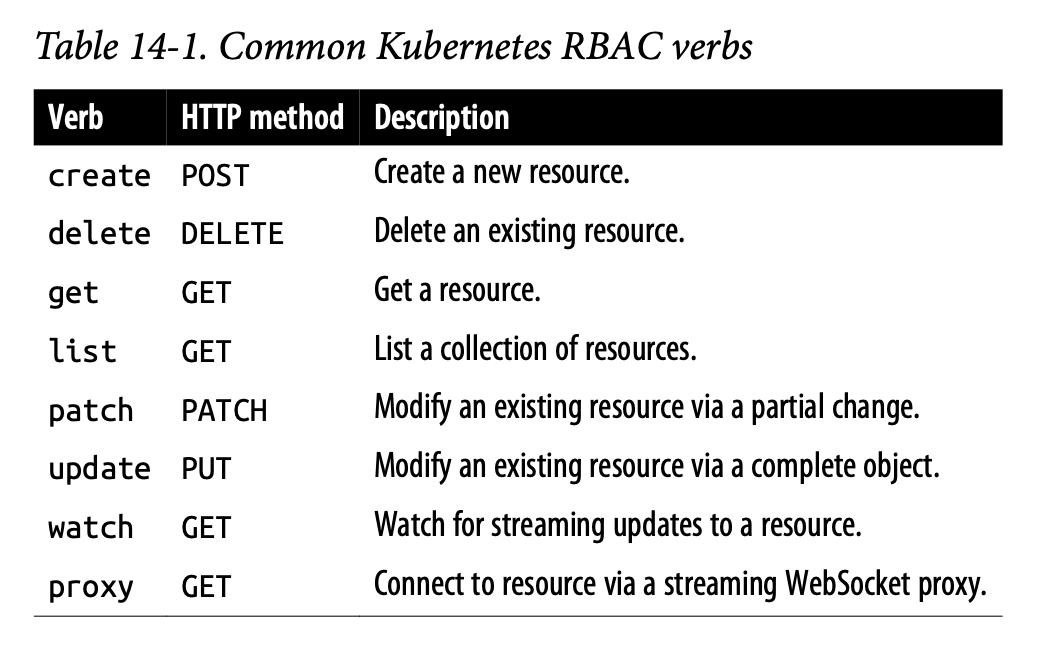 Table 14-1. Common Kubernetes RBAC verbs
Verb HTTP method Description
create POST Create a new resource.
delete DELETE Delete an existing resource.
get GET Get a resource.
list GET List a collection of resources.
patch PATCH Modify an existing resource via a partial change.
update PUT Modify an existing resource via a complete object.
watch GET Watch for streaming updates to a resource.
proxy GET Connect to resource via a streaming WebSocket proxy.